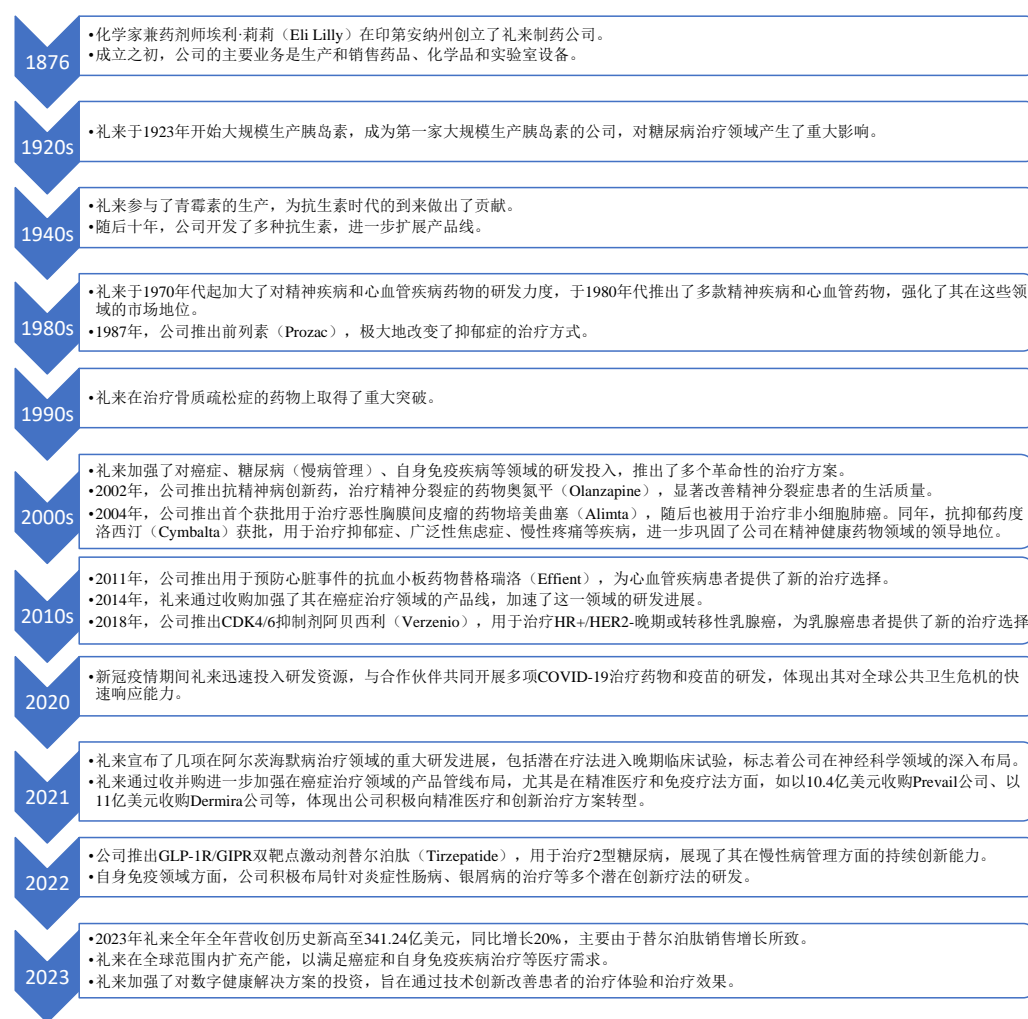 1876
•化学家兼药剂师埃利·莉莉（Eli Lilly）在印第安纳州创立了礼来制药公司。
•成立之初，公司的主要业务是生产和销售药品、化学品和实验室设备。
1920s
•礼来于1923年开始大规模生产胰岛素，成为第一家大规模生产胰岛素的公司，对糖尿病治疗领域产生了重大影响。
1940s
•礼来参与了青霉素的生产，为抗生素时代的到来做出了贡献。
•随后十年，公司开发了多种抗生素，进一步扩展产品线。
1980s
•礼来于1970年代起加大了对精神疾病和心血管疾病药物的研发力度，于1980年代推出了多款精神疾病和心血管药物，强化了其在这些领
域的市场地位。
•1987年，公司推出前列素（Prozac），极大地改变了抑郁症的治疗方式。
1990s
•礼来在治疗骨质疏松症的药物上取得了重大突破。
2000s
•礼来加强了对癌症、糖尿病（慢病管理）、自身免疫疾病等领域的研发投入，推出了多个革命性的治疗方案。
•2002年，公司推出抗精神病创新药，治疗精神分裂症的药物奥氮平（Olanzapine），显著改善精神分裂症患者的生活质量。
•2004年，公司推出首个获批用于治疗恶性胸膜间皮瘤的药物培美曲塞（Alimta），随后也被用于治疗非小细胞肺癌。同年，抗抑郁药度
洛西汀（Cymbalta）获批，用于治疗抑郁症、广泛性焦虑症、慢性疼痛等疾病，进一步巩固了公司在精神健康药物领域的领导地位。
2010s
•2011年，公司推出用于预防心脏事件的抗血小板药物替格瑞洛（Effient），为心血管疾病患者提供了新的治疗选择。
•2014年，礼来通过收购加强了其在癌症治疗领域的产品线，加速了这一领域的研发进展。
•2018年，公司推出CDK4/6抑制剂阿贝西利（Verzenio），用于治疗HR+/HER2-晚期或转移性乳腺癌，为乳腺癌患者提供了新的治疗选择
2020
•新冠疫情期间礼来迅速投入研发资源，与合作伙伴共同开展多项COVID-19治疗药物和疫苗的研发，体现出其对全球公共卫生危机的快
速响应能力。
2021
•礼来宣布了几项在阿尔茨海默病治疗领域的重大研发进展，包括潜在疗法进入晚期临床试验，标志着公司在神经科学领域的深入布局。
•礼来通过收并购进一步加强在癌症治疗领域的产品管线布局，尤其是在精准医疗和免疫疗法方面，如以10.4亿美元收购Prevail公司、以
11亿美元收购Dermira公司等，体现出公司积极向精准医疗和创新治疗方案转型。
2022
•公司推出GLP-1R/GIPR双靶点激动剂替尔泊肽（Tirzepatide），用于治疗2型糖尿病，展现了其在慢性病管理方面的持续创新能力。
•自身免疫领域方面，公司积极布局针对炎症性肠病、银屑病的治疗等多个潜在创新疗法的研发。
2023
•2023年礼来全年全年营收创历史新高至341.24亿美元，同比增长20%，主要由于替尔泊肽销售增长所致。
•礼来在全球范围内扩充产能，以满足癌症和自身免疫疾病治疗等医疗需求。
•礼来加强了对数字健康解决方案的投资，旨在通过技术创新改善患者的治疗体验和治疗效果。